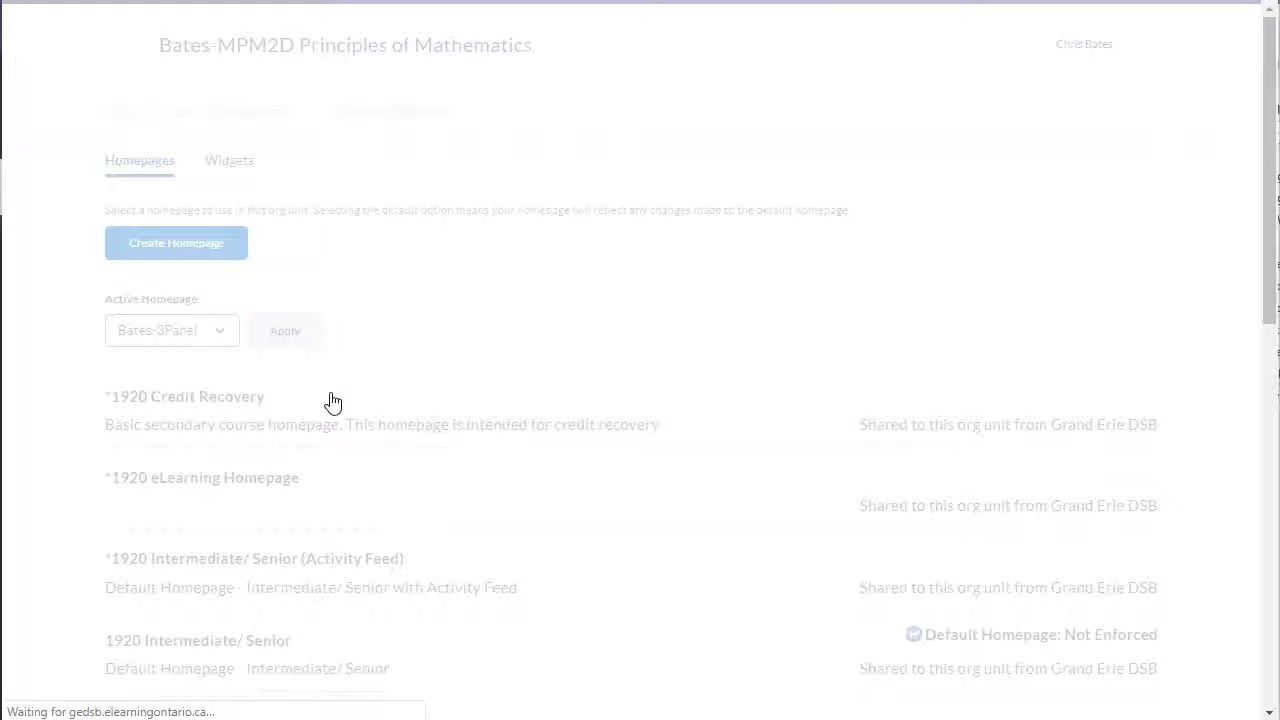 Bates-MPM2D Principles of Mathematics
Chris Bates
Homepages Widgets
Select a homepage to use in this org unit. Selecting the default option means your homepage will reflect any changes made to the default homepage.
Create Homepage
Active Homepage
Bates-3Panel Apply
*1920 Credit Recovery
Basic secondary course homepage. This homepage is intended for credit recovery Shared to this org unit from Grand Erie DSB
*1920 eLearning Homepage
Shared to this org unit from Grand Erie DSB
*1920 Intermediate/ Senior (Activity Feed)
Default Homepage - Intermediate/ Senior with Activity Feed Shared to this org unit from Grand Erie DSB
1920 Intermediate/ Senior Default Homepage: Not Enforced
Default Homepage - Intermediate/ Senior Shared to this org unit from Grand Erie DSB
Waiting for gedsb.elearningontario.ca...